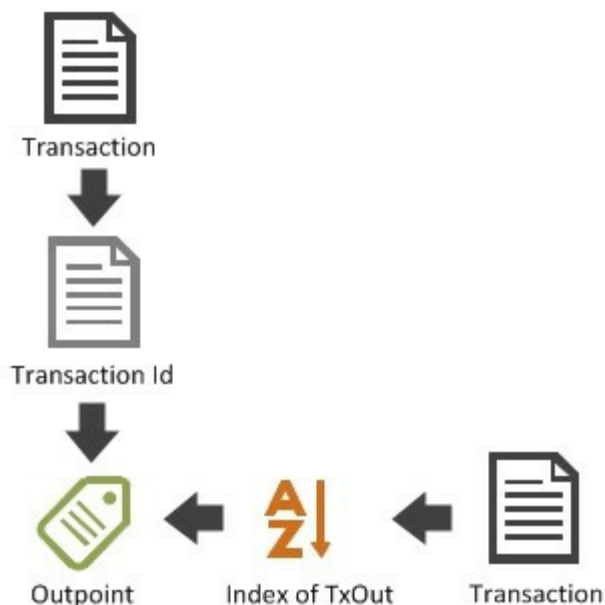 Transaction
Transaction Id
A
Z
Outpoint
Index of TxOut
Transaction